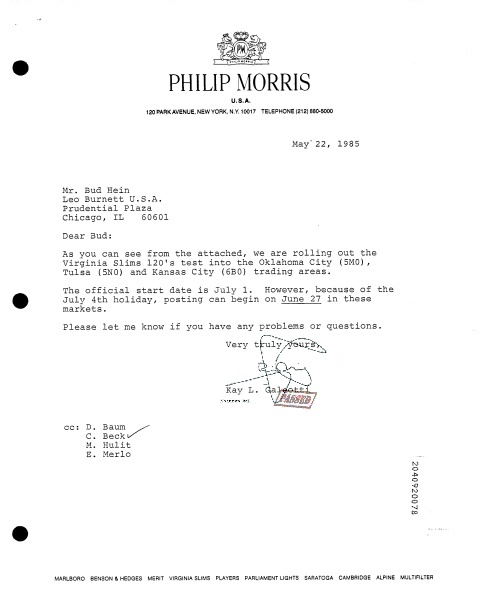 PM
PHILIP MORRIS
U.S.A.
120 PARK AVENUE, NEW YORK, N.Y. 10017 TELEPHONE (212) 880-5000
May 22, 1985
Mr. Bud Hein
Leo Burnett U.S.A.
Prudential Plaza
Chicago, IL 60601
Dear Bud:
As you can see from the attached, we are rolling out the
Virginia Slims 120's test into the Oklahoma City (5M0),
Tulsa (5N0) and Kansas City (6B0) trading areas.
The official start date is July 1. However, because of the
July 4th holiday, posting can begin on June 27 in these
markets.
Please let me know if you have any problems or questions.
Very truly yours,
Kay L. Galeotti
PASSED
cc: D. Baum
C. Beck
M. Hulit
E. Merlo
2040920078
MARLBORO BENSON & HEDGES MERIT VIRGINIA SLIMS PLAYERS PARLIAMENT LIGHTS SARATOGA CAMBRIDGE ALPINE MULTIFILTER